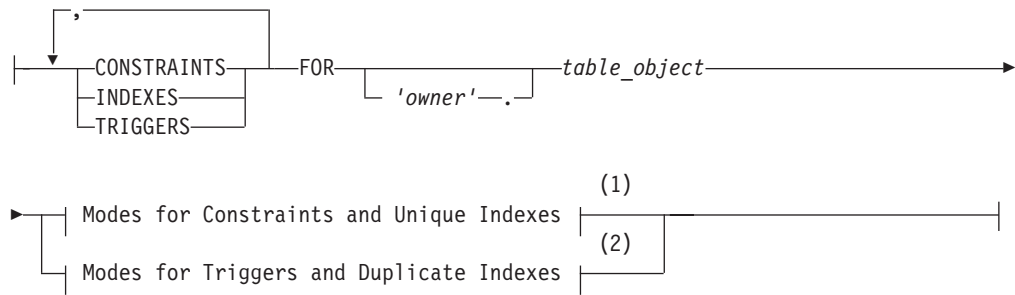 ,
CONSTRAINTS FOR table_object
INDEXES 'owner' .
TRIGGERS
(1)
Modes for Constraints and Unique Indexes
(2)
Modes for Triggers and Duplicate Indexes